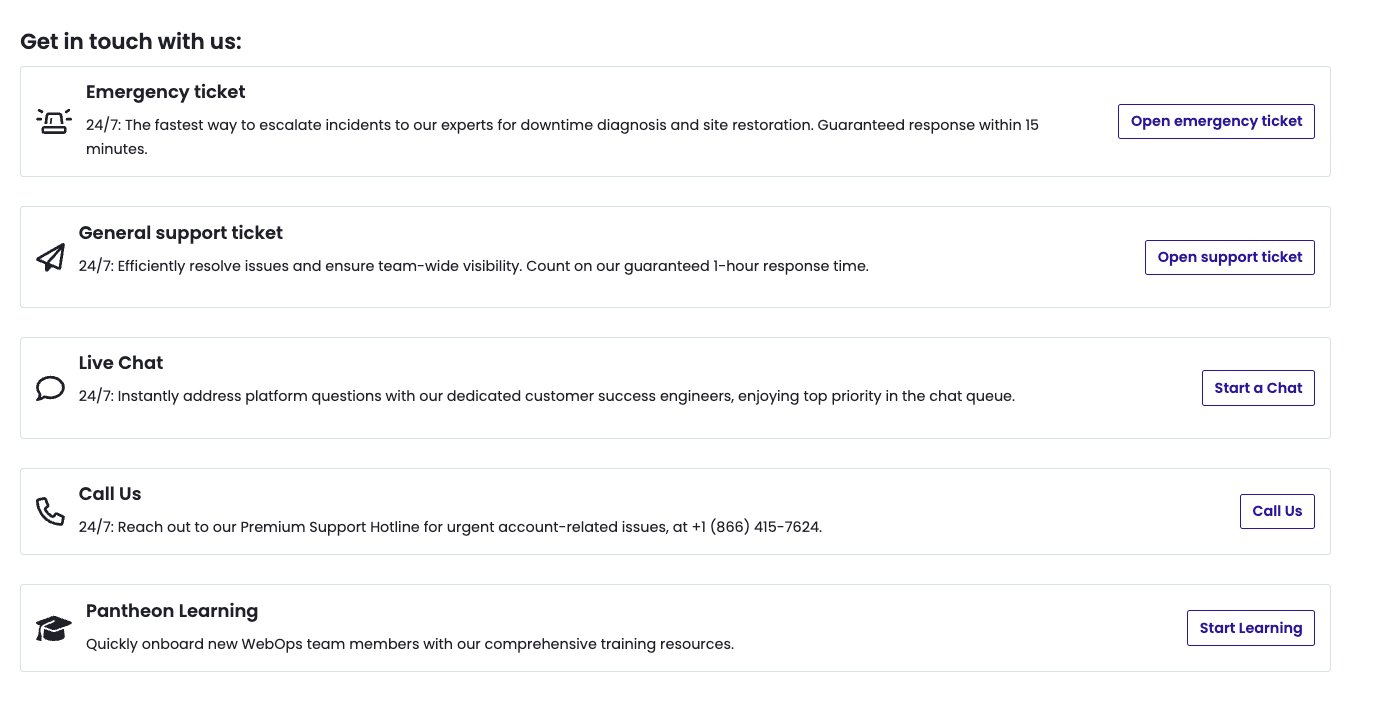 Get in touch with us:
Emergency ticket
24/7: The fastest way to escalate incidents to our experts for downtime diagnosis and site restoration. Guaranteed response within 15
minutes.
Open emergency ticket
General support ticket
24/7: Efficiently resolve issues and ensure team-wide visibility. Count on our guaranteed 1-hour response time.
Open support ticket
Live Chat
24/7: Instantly address platform questions with our dedicated customer success engineers, enjoying top priority in the chat queue.
Start a Chat
Call Us
24/7: Reach out to our Premium Support Hotline for urgent account-related issues, at +1 (866) 415-7624.
Call Us
Pantheon Learning
Quickly onboard new WebOps team members with our comprehensive training resources.
Start Learning